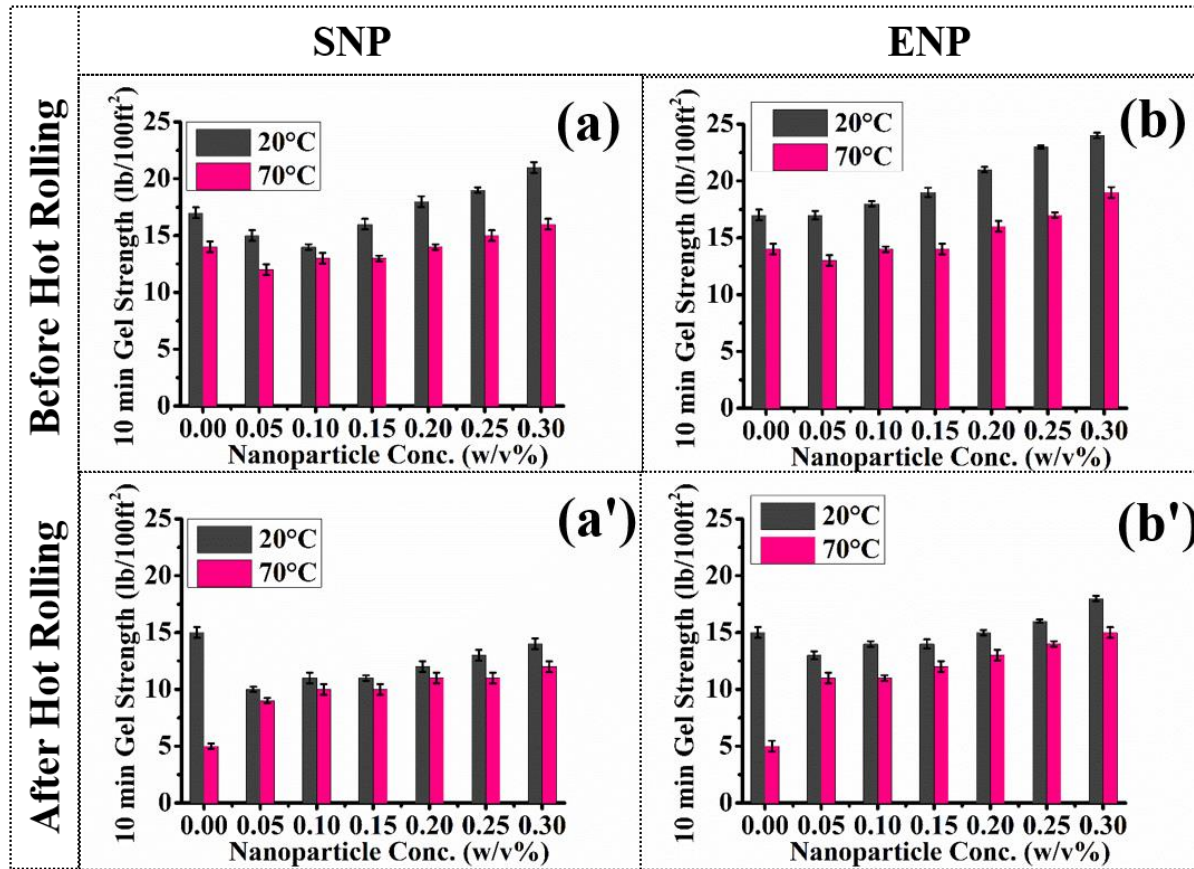 SNP
ENP
Before Hot Rolling
(a)
20°C
70°C
10 min Gel Strength (lb/100ft²)
25
20
15
10
5
0
0.00 0.05 0.10 0.15 0.20 0.25 0.30
Nanoparticle Conc. (w/v%)
(b)
20°C
70°C
10 min Gel Strength (lb/100ft²)
25
20
15
10
5
0
0.00 0.05 0.10 0.15 0.20 0.25 0.30
Nanoparticle Conc. (w/v%)
After Hot Rolling
(a')
20°C
70°C
10 min Gel Strength (lb/100ft²)
25
20
15
10
5
0
0.00 0.05 0.10 0.15 0.20 0.25 0.30
Nanoparticle Conc. (w/v%)
(b')
20°C
70°C
10 min Gel Strength (lb/100ft²)
25
20
15
10
5
0
0.00 0.05 0.10 0.15 0.20 0.25 0.30
Nanoparticle Conc. (w/v%)